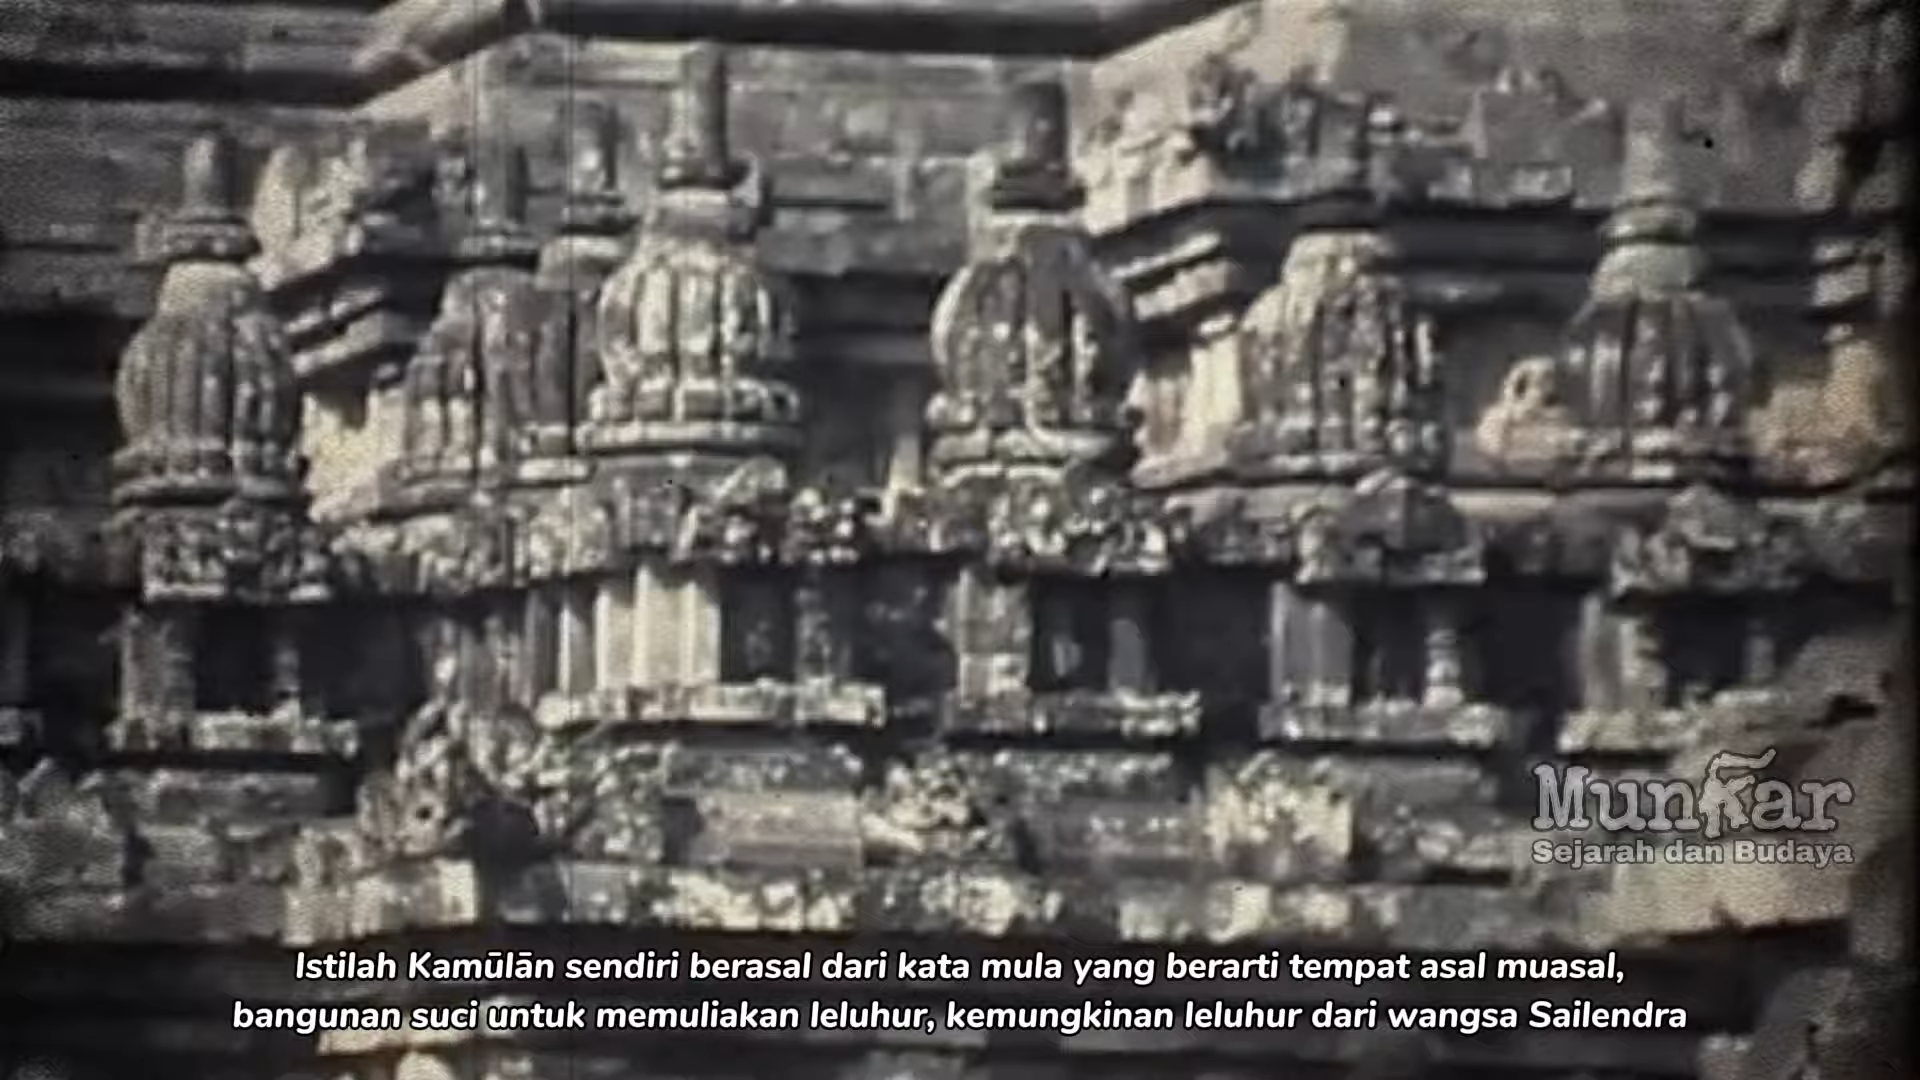 Munkar
Sejarah dan Budaya
Istilah Kamūlān sendiri berasal dari kata mula yang berarti tempat asal muasal,
bangunan suci untuk memuliakan leluhur, kemungkinan leluhur dari wangsa Sailendra